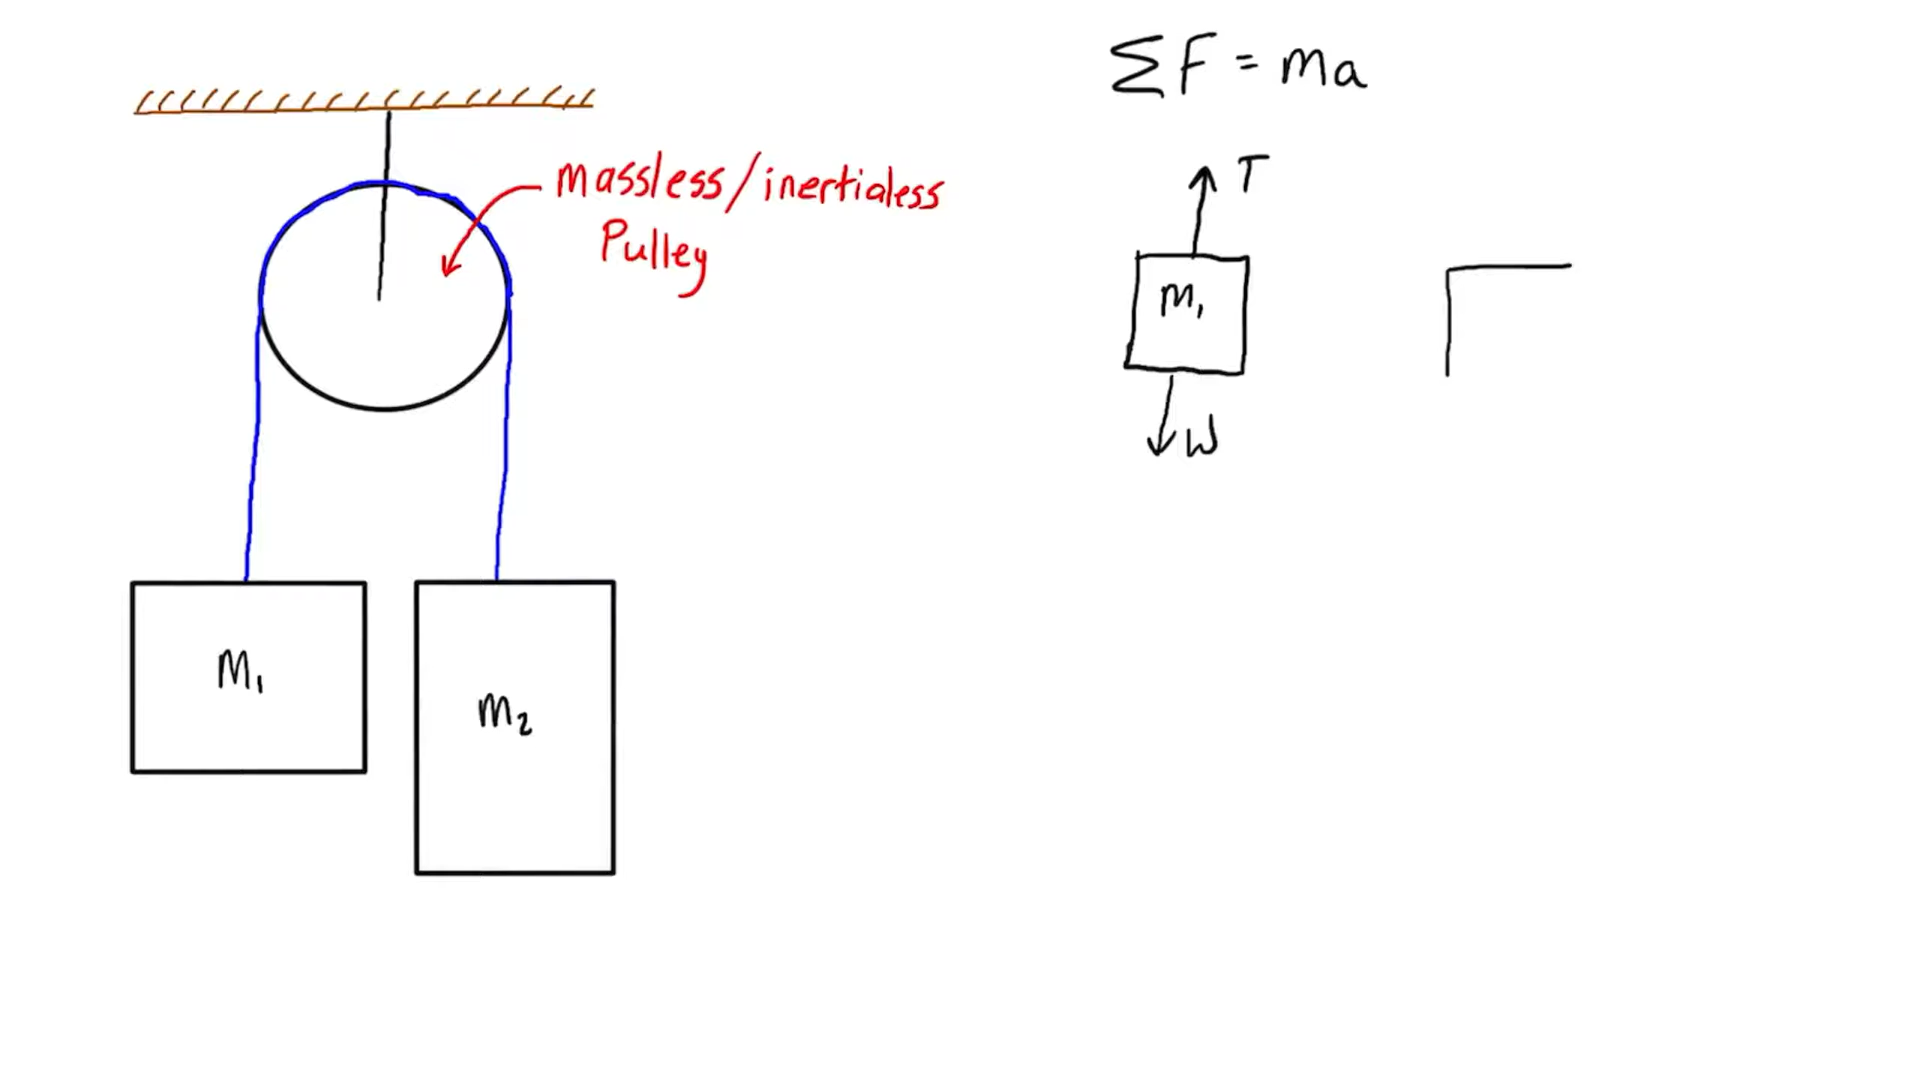 ΣF = ma
massless/inertialess
Pulley
T
m₁
W
M₁
m₂